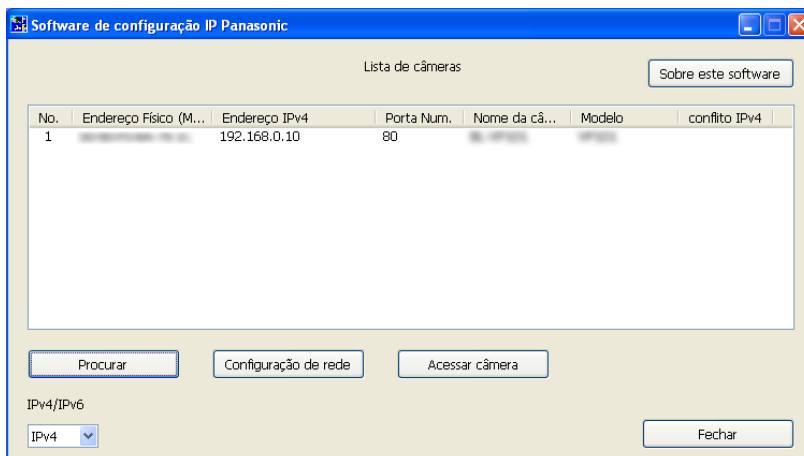 Software de configuração IP Panasonic
Lista de câmeras
Sobre este software
No. Endereço Físico (M... Endereço IPv4 Porta Num. Nome da câ... Modelo conflito IPv4
1 192.168.0.10 80
Procurar Configuração de rede Acessar câmera
IPv4/IPv6
IPv4
Fechar